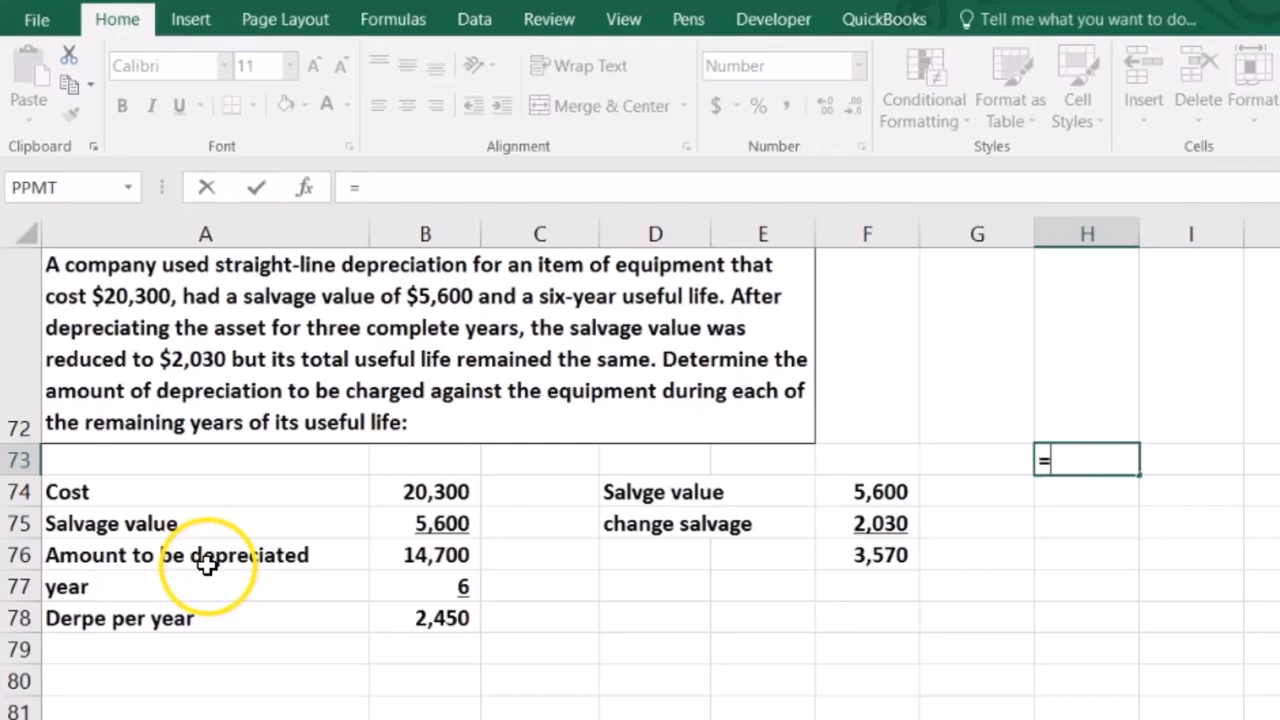 File Home Insert Page Layout Formulas Data Review View Pens Developer QuickBooks Tell me what you want to do...
Calibri 11 Wrap Text Number
Paste B I U A Merge & Center $ % , Conditional Formatting Format as Table Cell Styles Insert Delete Format
Clipboard Font Alignment Number Styles Cells
PPMT fx =
A B C D E F G H I
A company used straight-line depreciation for an item of equipment that
cost $20,300, had a salvage value of $5,600 and a six-year useful life. After
depreciating the asset for three complete years, the salvage value was
reduced to $2,030 but its total useful life remained the same. Determine the
amount of depreciation to be charged against the equipment during each of
72 the remaining years of its useful life:
73 =
74 Cost 20,300 Salvge value 5,600
75 Salvage value 5,600 change salvage 2,030
76 Amount to be depreciated 14,700 3,570
77 year 6
78 Derpe per year 2,450
79
80
81